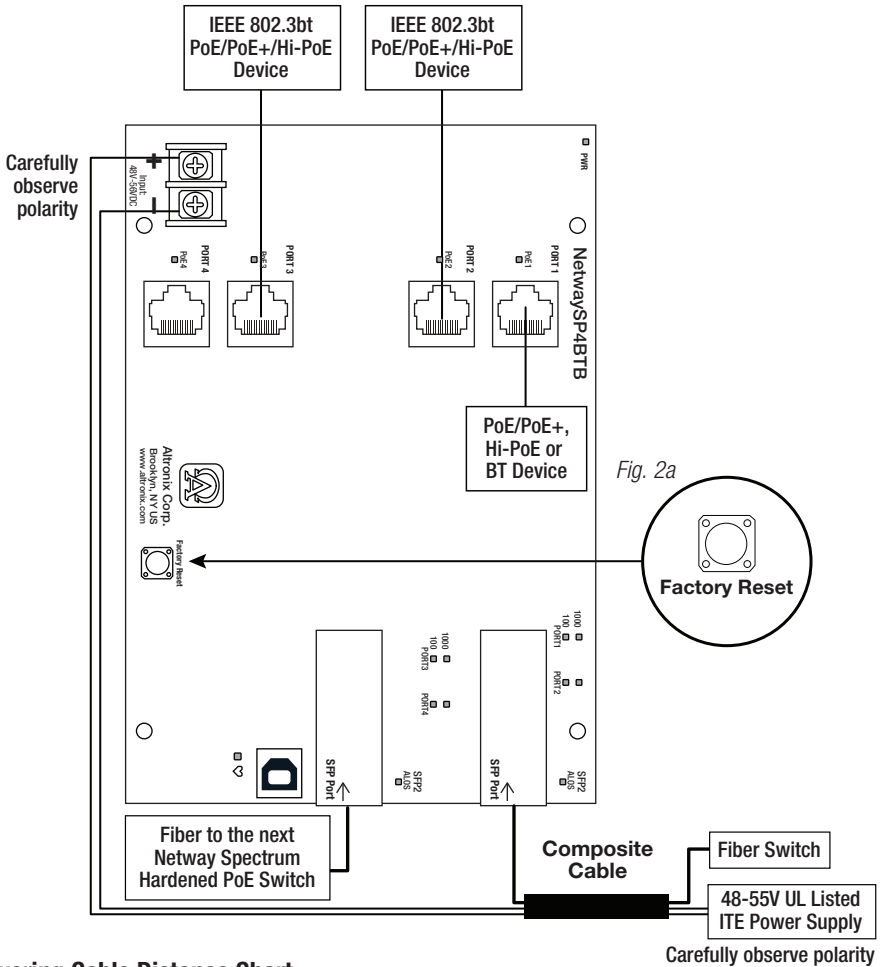 IEEE 802.3bt
PoE/PoE+/Hi-PoE
Device
IEEE 802.3bt
PoE/PoE+/Hi-PoE
Device
Carefully
observe
polarity
+
–
Input:
48V-56VDC
PWR
PORT 4
PoE4
PORT 3
PoE3
PORT 2
PoE2
PORT 1
PoE1
NetwaySP4BTB
PoE/PoE+,
Hi-PoE or
BT Device
Fig. 2a
Altronix Corp.
Brooklyn, NY US
www.altronix.com
Factory Reset
Factory Reset
1000
100
PORT1
PORT2
1000
100
PORT3
PORT4
SFP Port
SFP2
ALOS
SFP Port
SFP2
ALOS
Fiber to the next
Netway Spectrum
Hardened PoE Switch
Composite
Cable
Fiber Switch
48-55V UL Listed
ITE Power Supply
Carefully observe polarity